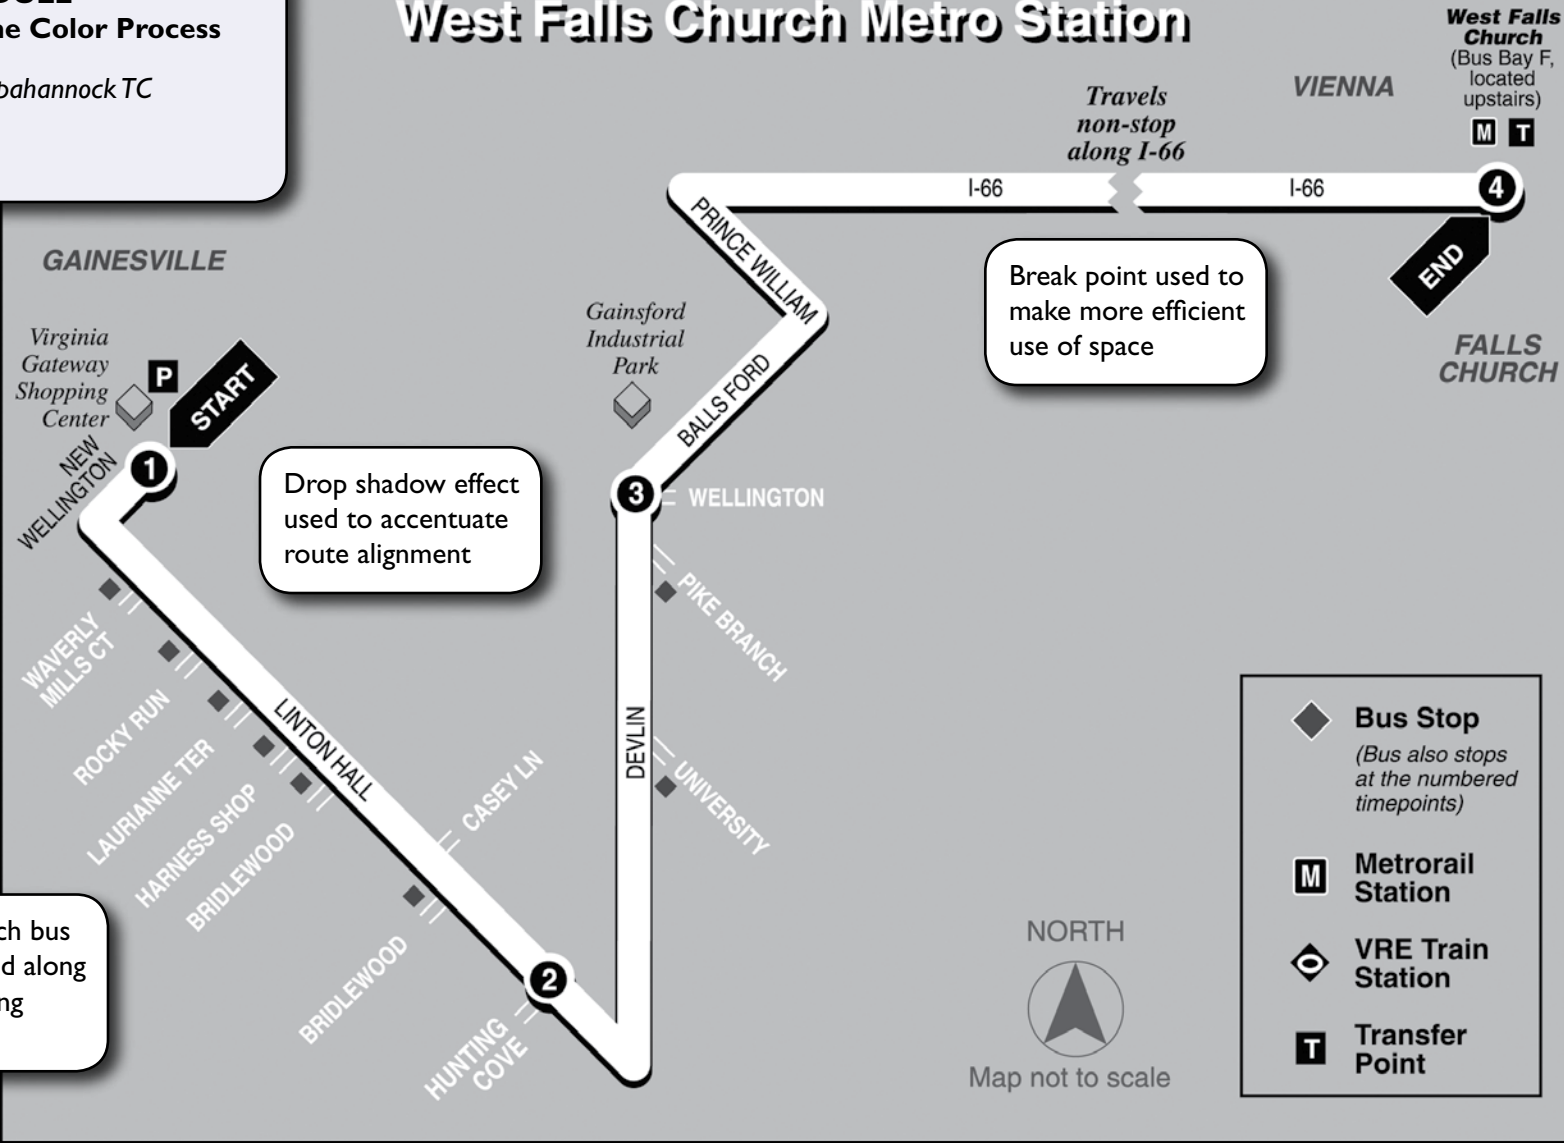 ne Color Process
bahannock TC
West Falls Church Metro Station
West Falls
Church
(Bus Bay F,
located
upstairs)
M T
VIENNA
Travels
non-stop
along I-66
I-66
I-66
4
END
FALLS
CHURCH
PRINCE WILLIAM
Break point used to
make more efficient
use of space
GAINESVILLE
Virginia
Gateway
Shopping
Center
P
START
NEW
WELLINGTON
1
Gainsford
Industrial
Park
BALLS FORD
3
WELLINGTON
Drop shadow effect
used to accentuate
route alignment
PIKE BRANCH
WAVERLY
MILLS CT
ROCKY RUN
LAURIANNE TER
HARNESS SHOP
BRIDLEWOOD
LINTON HALL
CASEY LN
DEVLIN
UNIVERSITY
BRIDLEWOOD
2
HUNTING
COVE
ch bus
d along
ng
NORTH
Map not to scale
Bus Stop
(Bus also stops
at the numbered
timepoints)
M Metrorail
Station
VRE Train
Station
T Transfer
Point